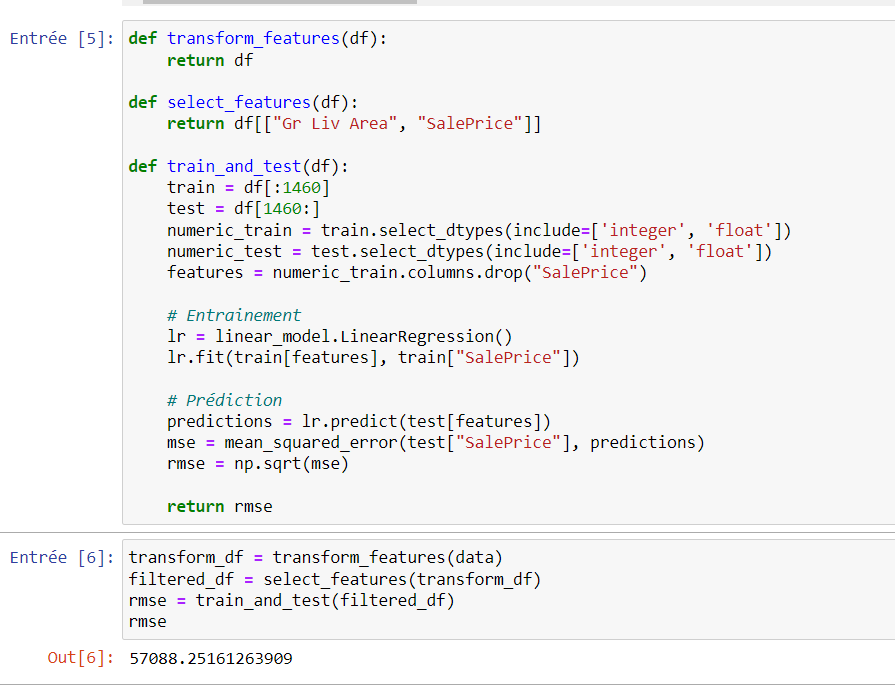 Entrée [5]: def transform_features(df):
    return df

def select_features(df):
    return df[["Gr Liv Area", "SalePrice"]]

def train_and_test(df):
    train = df[:1460]
    test = df[1460:]
    numeric_train = train.select_dtypes(include=['integer', 'float'])
    numeric_test = test.select_dtypes(include=['integer', 'float'])
    features = numeric_train.columns.drop("SalePrice")

    # Entrainement
    lr = linear_model.LinearRegression()
    lr.fit(train[features], train["SalePrice"])

    # Prédiction
    predictions = lr.predict(test[features])
    mse = mean_squared_error(test["SalePrice"], predictions)
    rmse = np.sqrt(mse)

    return rmse
Entrée [6]: transform_df = transform_features(data)
filtered_df = select_features(transform_df)
rmse = train_and_test(filtered_df)
rmse
Out[6]: 57088.25161263909